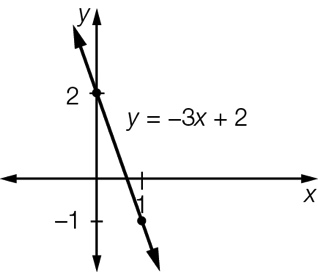 y
2
y = –3x + 2
1
x
–1